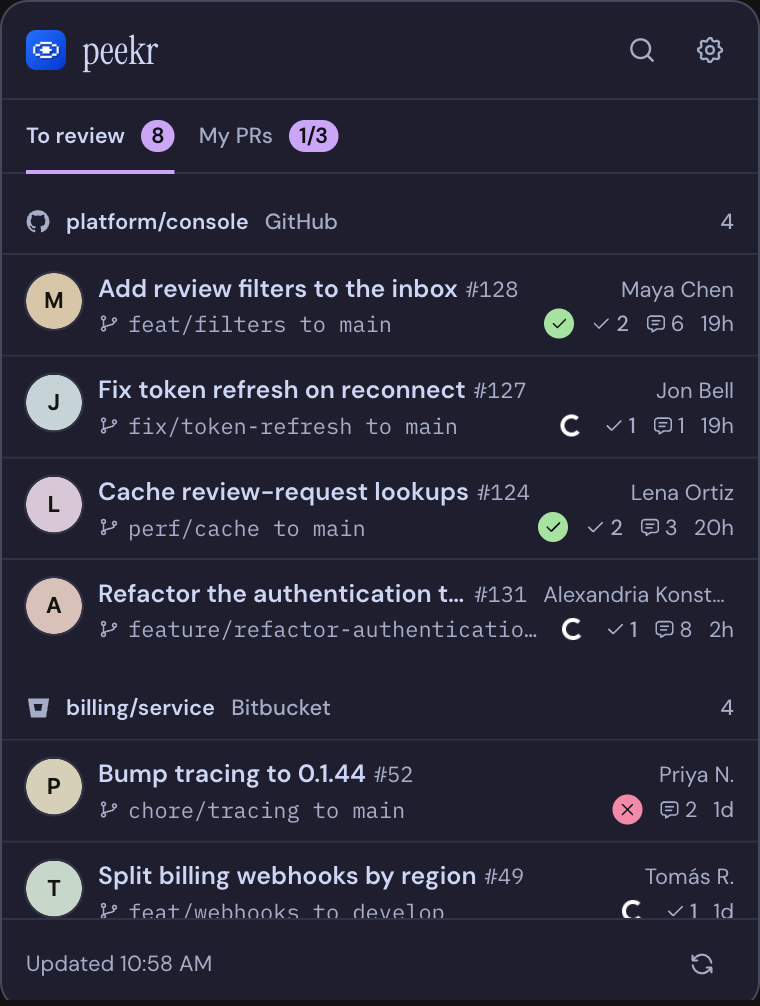 peekr
To review 8 My PRs 1/3
platform/console GitHub 4
M Add review filters to the inbox #128 Maya Chen
feat/filters to main 2 6 19h
J Fix token refresh on reconnect #127 Jon Bell
fix/token-refresh to main 1 1 19h
L Cache review-request lookups #124 Lena Ortiz
perf/cache to main 2 3 20h
A Refactor the authentication t… #131 Alexandria Konst…
feature/refactor-authenticatio… 1 8 2h
billing/service Bitbucket 4
P Bump tracing to 0.1.44 #52 Priya N.
chore/tracing to main 2 1d
T Split billing webhooks by region #49 Tomás R.
feat/webhooks to develop 1 1d
Updated 10:58 AM